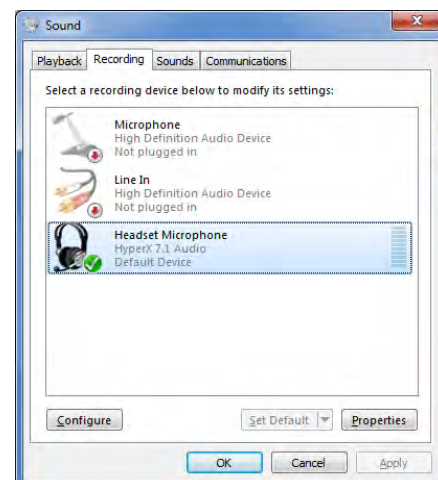 Sound
Playback Recording Sounds Communications
Select a recording device below to modify its settings:
Microphone
High Definition Audio Device
Not plugged in
Line In
High Definition Audio Device
Not plugged in
Headset Microphone
HyperX 7.1 Audio
Default Device
Configure Set Default Properties
OK Cancel Apply